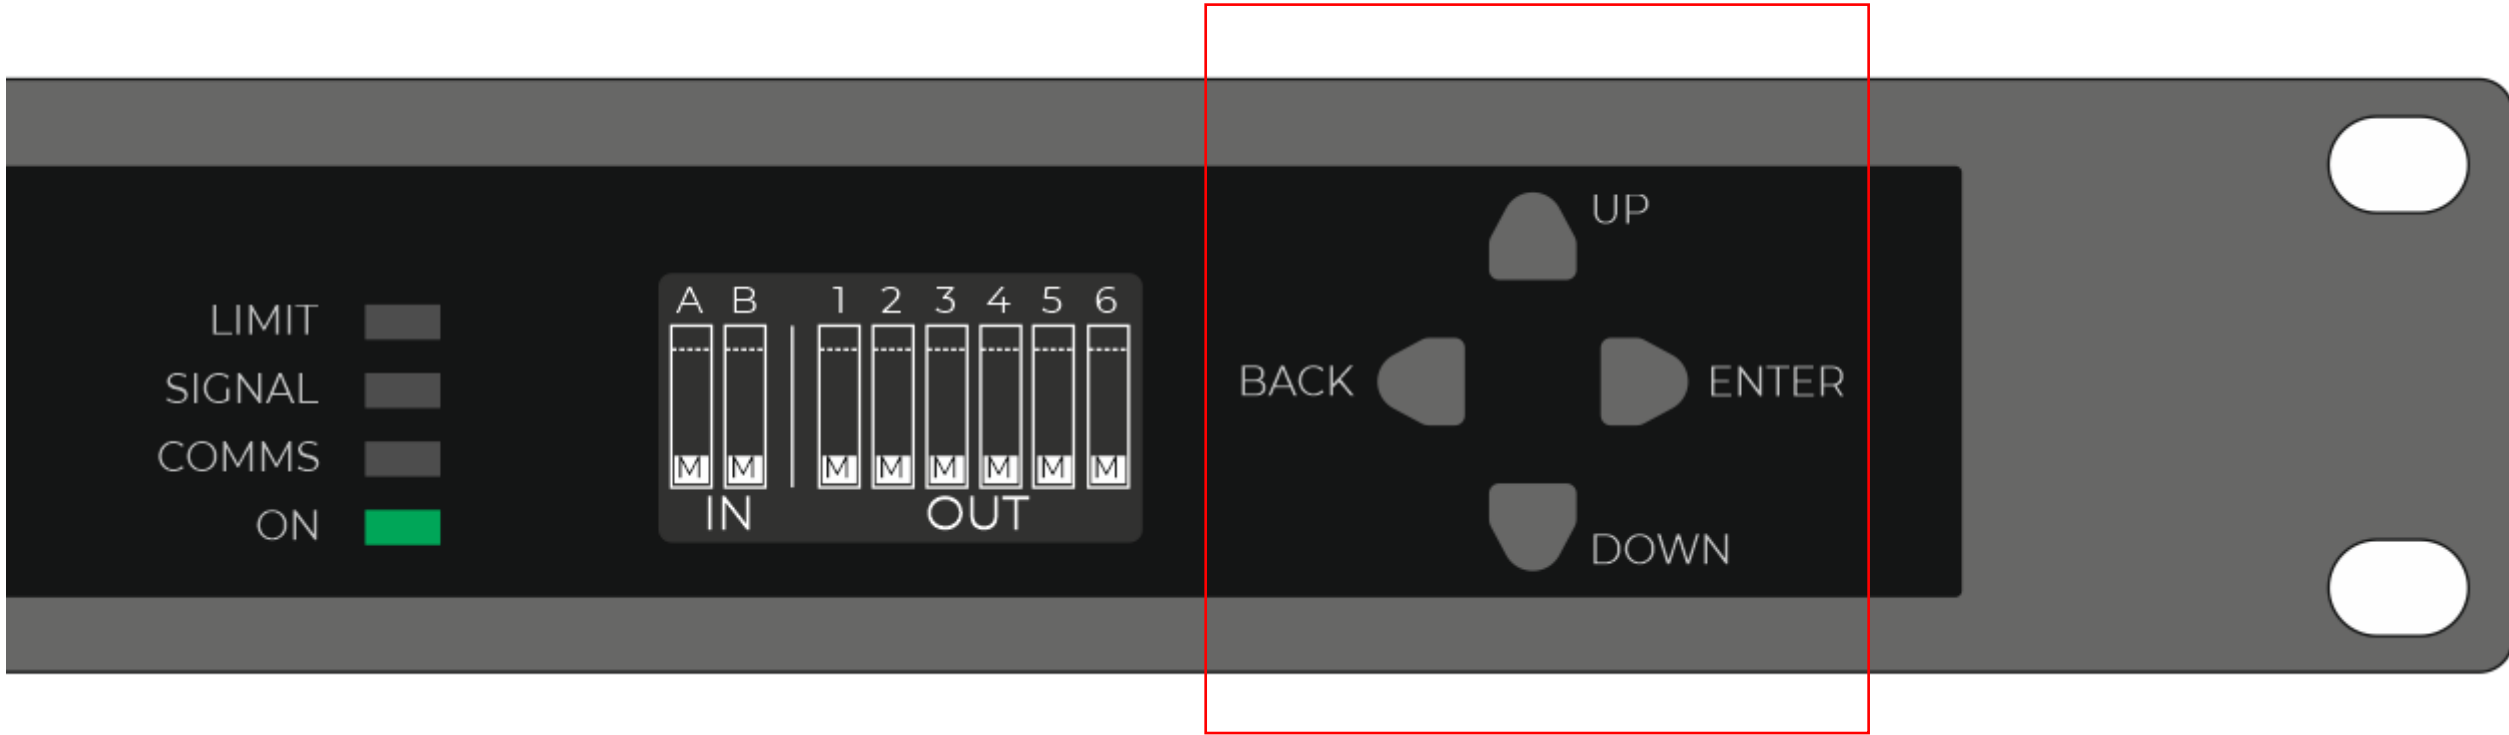 LIMIT
SIGNAL
COMMS
ON
A B 1 2 3 4 5 6
M M M M M M M M
IN OUT
UP
BACK ENTER
DOWN